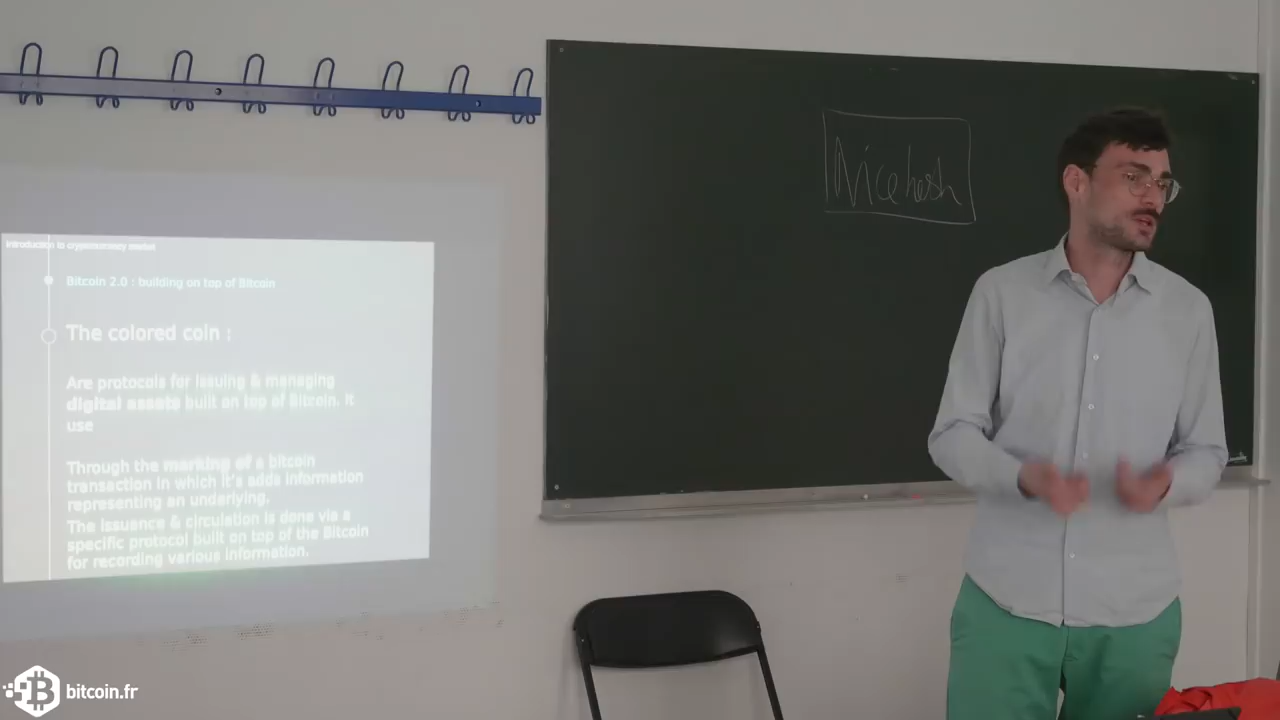 Introduction to cryptocurrency market
Bitcoin 2.0 : building on top of Bitcoin
The colored coin :
Are protocols for issuing & managing
digital assets built on top of Bitcoin. It
use
Through the marking of a bitcoin
transaction in which it's adds information
representing an underlying.
The issuance & circulation is done via a
specific protocol built on top of the Bitcoin
for recording various information.
Nicehash
bitcoin.fr